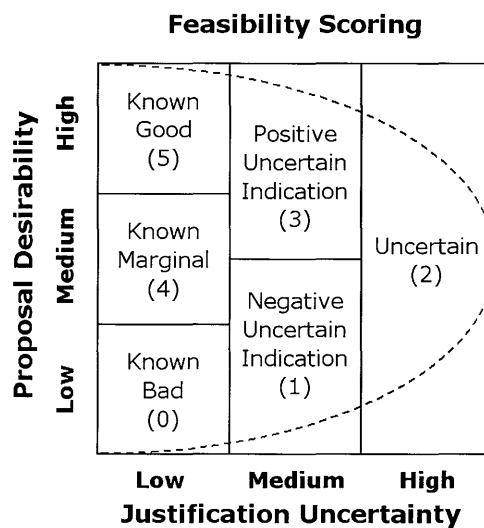 Feasibility Scoring
Proposal Desirability
High
Medium
Low
Known
Good
(5)
Known
Marginal
(4)
Known
Bad
(0)
Positive
Uncertain
Indication
(3)
Negative
Uncertain
Indication
(1)
Uncertain
(2)
Low
Medium
High
Justification Uncertainty